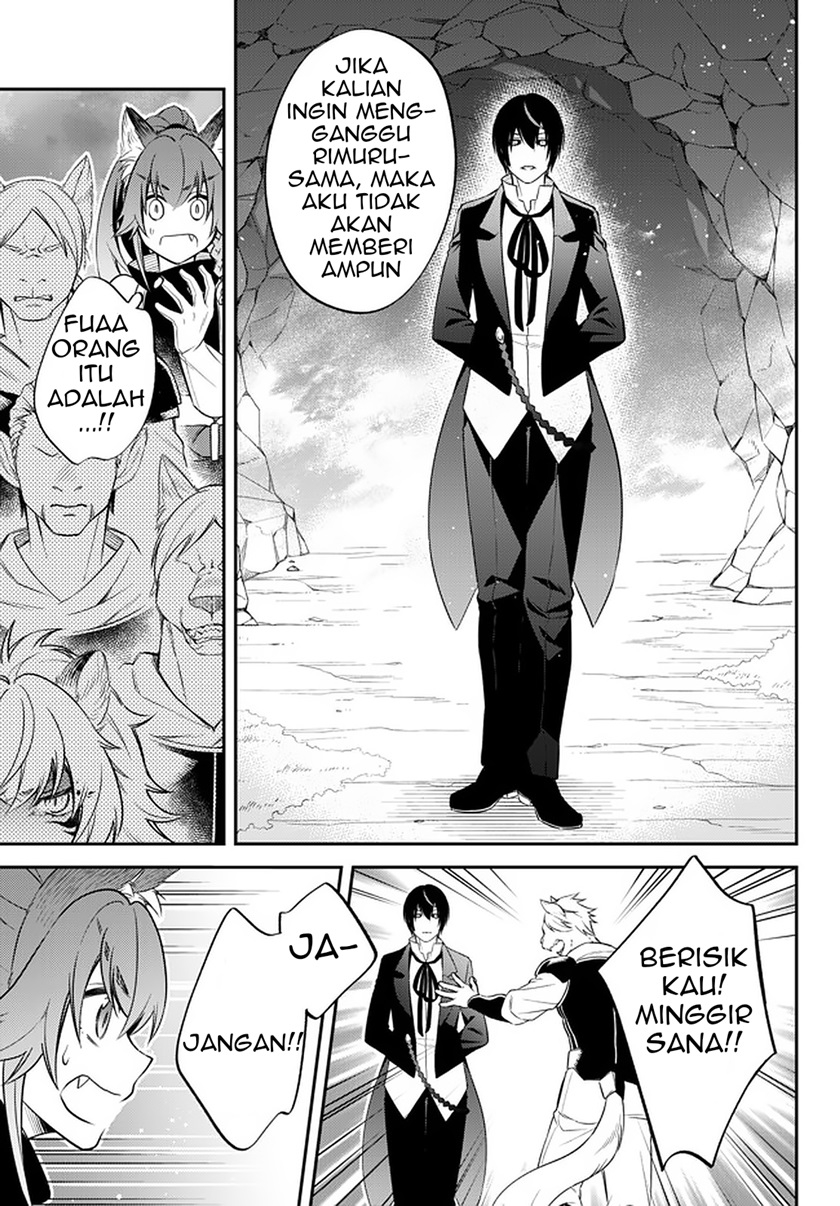 JIKA
KALIAN
INGIN MENG-
GANGGU
RIMURU-
SAMA, MAKA
AKU TIDAK
AKAN
MEMBERI
AMPUN
FUAA
ORANG
ITU
ADALAH
...!!
BERISIK
KAU!
MINGGIR
SANA!!
JA-
JANGAN!!